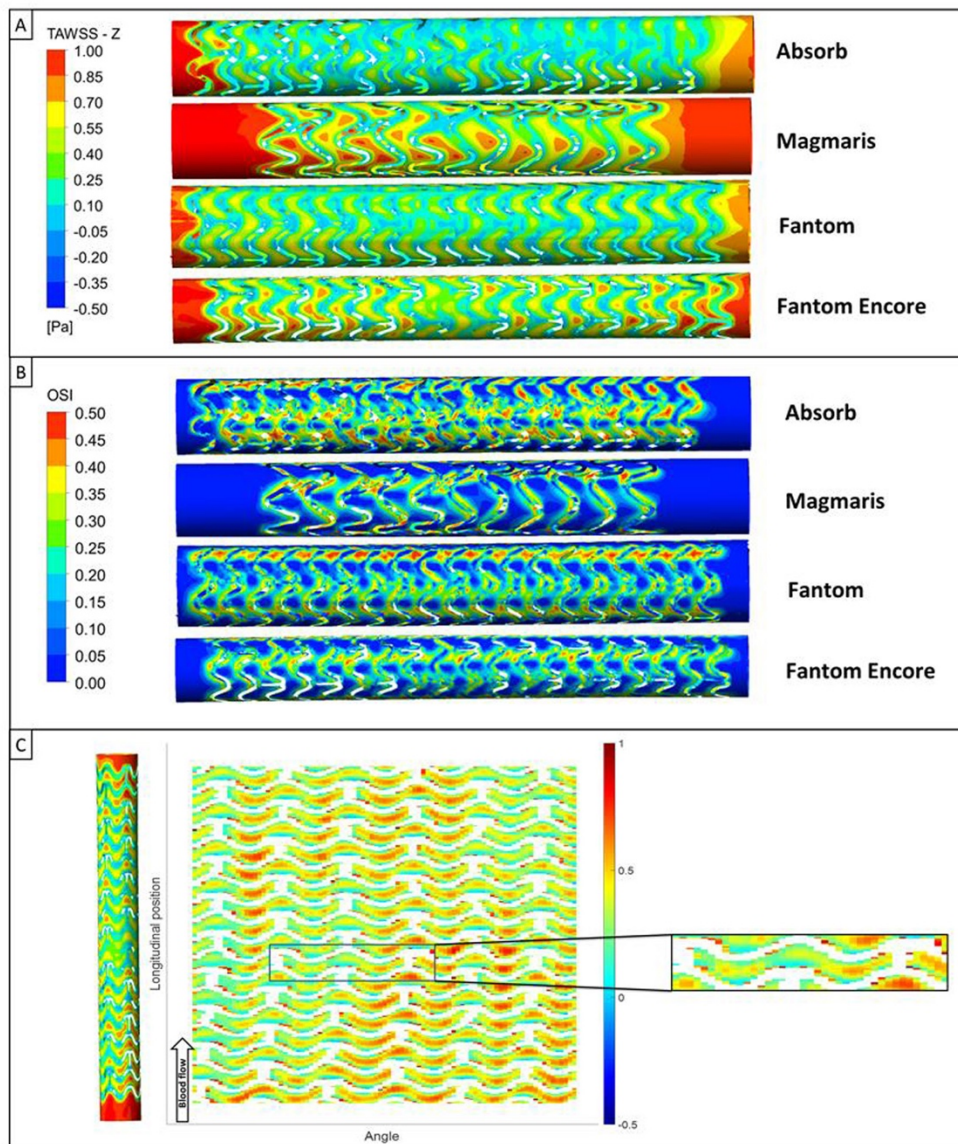 A
TAWSS - Z
1.00
0.85
0.70
0.55
0.40
0.25
0.10
-0.05
-0.20
-0.35
-0.50
[Pa]
Absorb
Magmaris
Fantom
Fantom Encore
B
OSI
0.50
0.45
0.40
0.35
0.30
0.25
0.20
0.15
0.10
0.05
0.00
Absorb
Magmaris
Fantom
Fantom Encore
C
Longitudinal position
Blood flow
Angle
1
0.5
0
-0.5